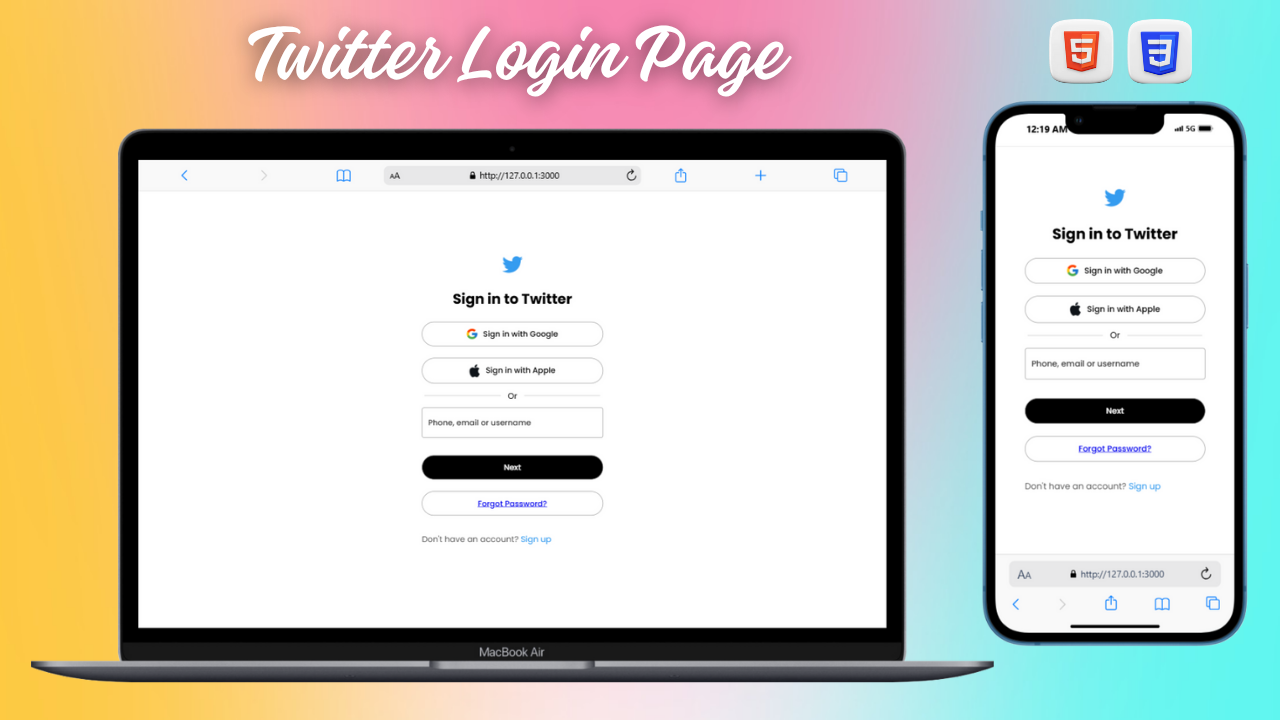 Twitter Login Page
5
3
AA
http://127.0.0.1:3000
Sign in to Twitter
Sign in with Google
Sign in with Apple
Or
Phone, email or username
Next
Forgot Password?
Don't have an account? Sign up
MacBook Air
12:19 AM
5G
Sign in to Twitter
Sign in with Google
Sign in with Apple
Or
Phone, email or username
Next
Forgot Password?
Don't have an account? Sign up
AA
http://127.0.0.1:3000